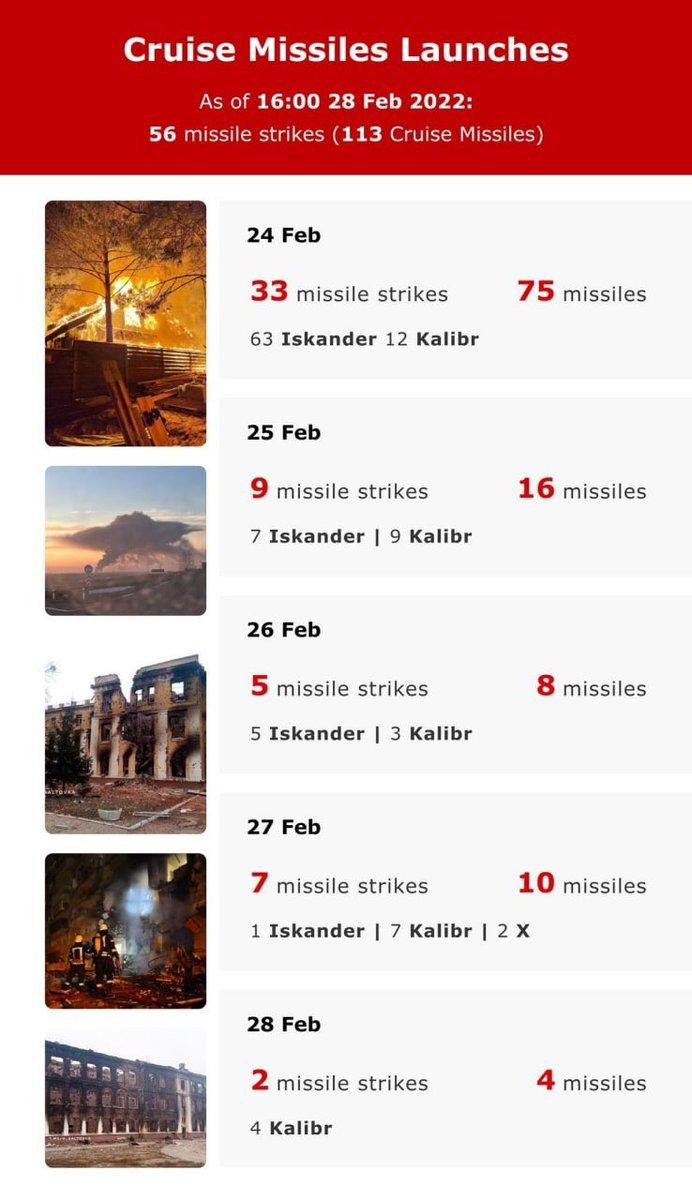 Cruise Missiles Launches
As of 16:00 28 Feb 2022:
56 missile strikes (113 Cruise Missiles)
24 Feb
33 missile strikes 75 missiles
63 Iskander 12 Kalibr
25 Feb
9 missile strikes 16 missiles
7 Iskander | 9 Kalibr
26 Feb
5 missile strikes 8 missiles
5 Iskander | 3 Kalibr
27 Feb
7 missile strikes 10 missiles
1 Iskander | 7 Kalibr | 2 X
28 Feb
2 missile strikes 4 missiles
4 Kalibr